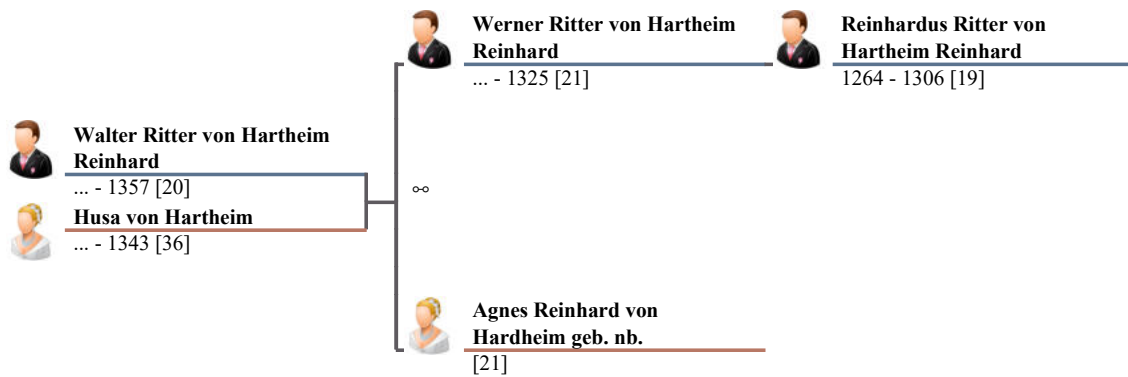 Werner Ritter von Hartheim
Reinhard
... - 1325 [21]
Reinhardus Ritter von
Hartheim Reinhard
1264 - 1306 [19]
Walter Ritter von Hartheim
Reinhard
... - 1357 [20]
Husa von Hartheim
... - 1343 [36]
Agnes Reinhard von
Hardheim geb. nb.
[21]